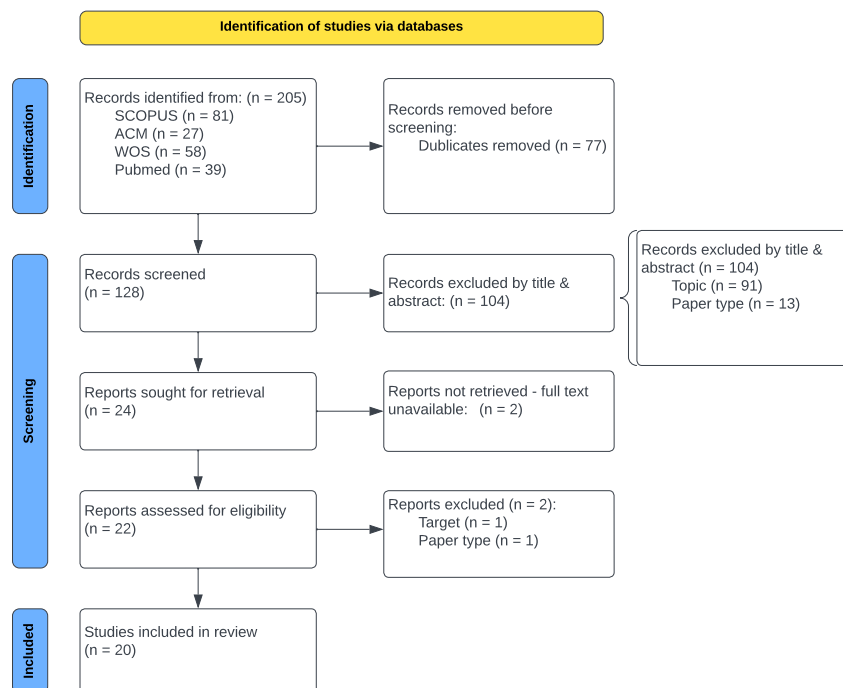 Identification of studies via databases
Identification
Records identified from: (n = 205)
SCOPUS (n = 81)
ACM (n = 27)
WOS (n = 58)
Pubmed (n = 39)
Records removed before
screening:
Dublicates removed (n = 77)
Screening
Records screened
(n = 128)
Records excluded by title &
abstract: (n = 104)
Records excluded by title &
abstract (n = 104)
Topic (n = 91)
Paper type (n = 13)
Reports sought for retrieval
(n = 24)
Reports not retrieved - full text
unavailable: (n = 2)
Reports assessed for eligibility
(n = 22)
Reports excluded (n = 2):
Target (n = 1)
Paper type (n = 1)
Included
Studies included in review
(n = 20)